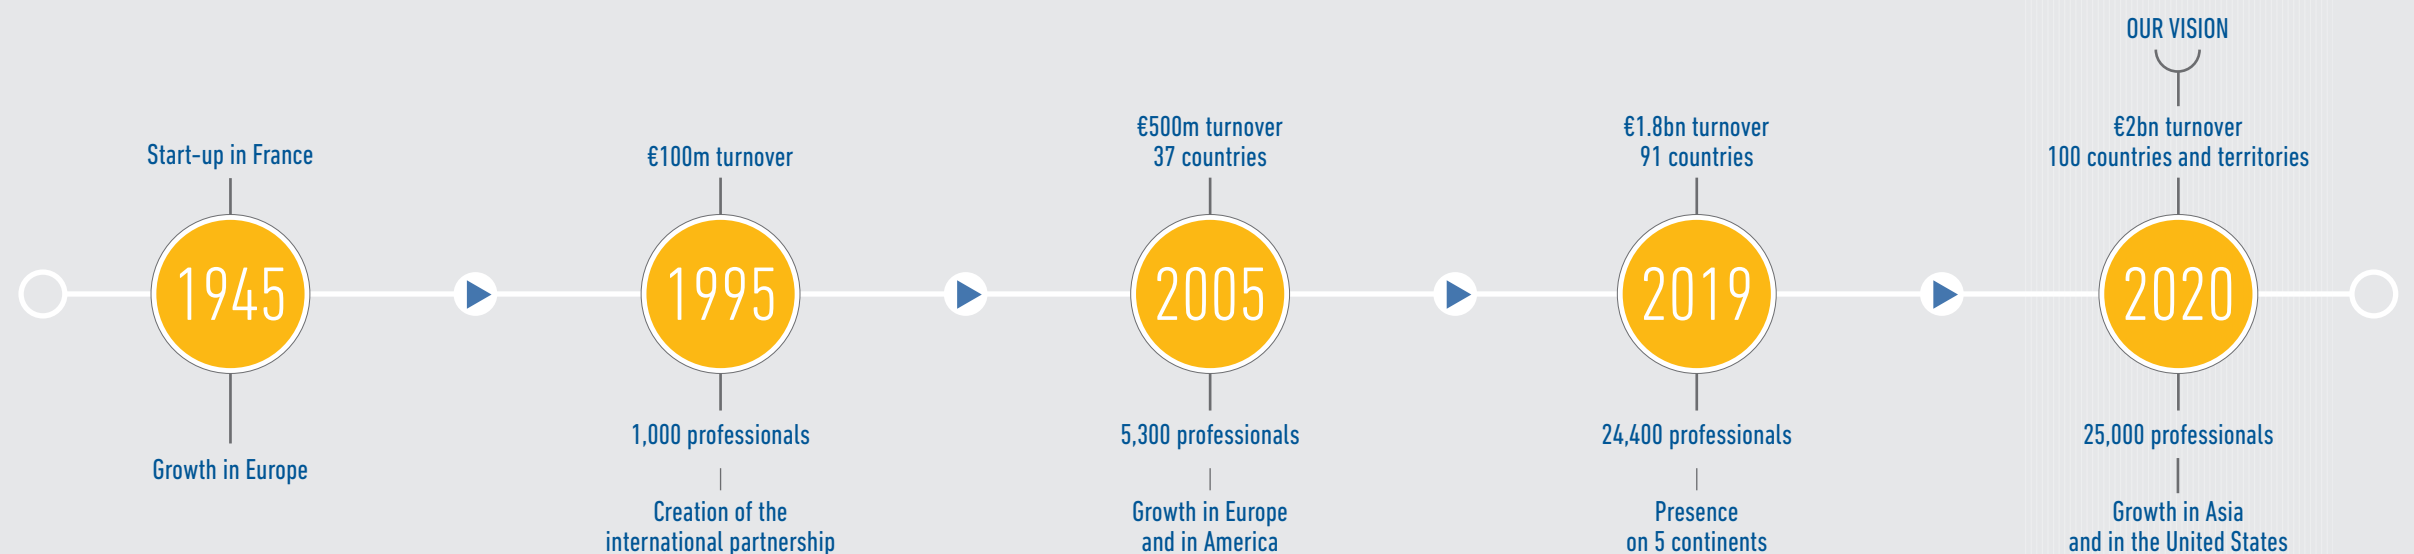 Start-up in France
1945
Growth in Europe
€100m turnover
1995
1,000 professionals
Creation of the
international partnership
€500m turnover
37 countries
2005
5,300 professionals
Growth in Europe
and in America
€1.8bn turnover
91 countries
2019
24,400 professionals
Presence
on 5 continents
OUR VISION
€2bn turnover
100 countries and territories
2020
25,000 professionals
Growth in Asia
and in the United States